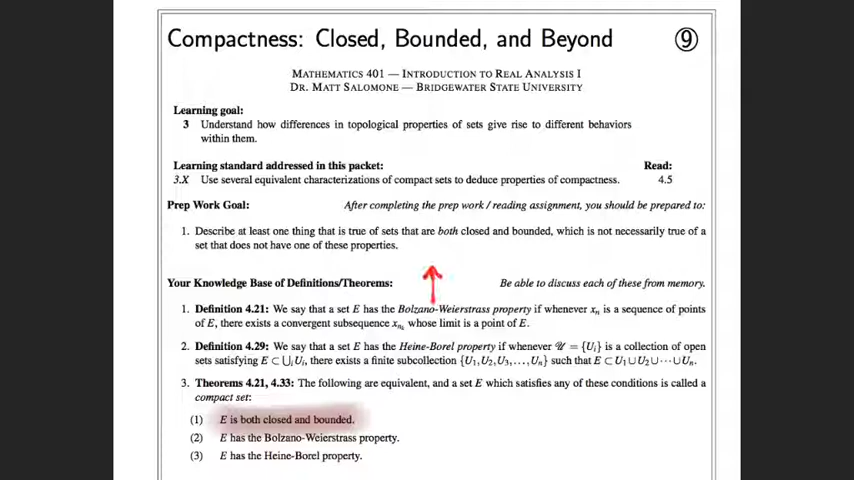 Compactness: Closed, Bounded, and Beyond ⑨
MATHEMATICS 401 — INTRODUCTION TO REAL ANALYSIS I
DR. MATT SALOMONE — BRIDGEWATER STATE UNIVERSITY
Learning goal:
3 Understand how differences in topological properties of sets give rise to different behaviors
within them.
Learning standard addressed in this packet: Read:
3.X Use several equivalent characterizations of compact sets to deduce properties of compactness. 4.5
Prep Work Goal: After completing the prep work / reading assignment, you should be prepared to:
1. Describe at least one thing that is true of sets that are both closed and bounded, which is not necessarily true of a
set that does not have one of these properties.
Your Knowledge Base of Definitions/Theorems: Be able to discuss each of these from memory.
1. Definition 4.21: We say that a set E has the Bolzano-Weierstrass property if whenever xₙ is a sequence of points
of E, there exists a convergent subsequence xₙₖ whose limit is a point of E.
2. Definition 4.29: We say that a set E has the Heine-Borel property if whenever 𝒰 = {Uᵢ} is a collection of open
sets satisfying E ⊂ ⋃ᵢ Uᵢ, there exists a finite subcollection {U₁,U₂,U₃,...,Uₙ} such that E ⊂ U₁∪U₂∪···∪Uₙ.
3. Theorems 4.21, 4.33: The following are equivalent, and a set E which satisfies any of these conditions is called a
compact set:
(1) E is both closed and bounded.
(2) E has the Bolzano-Weierstrass property.
(3) E has the Heine-Borel property.